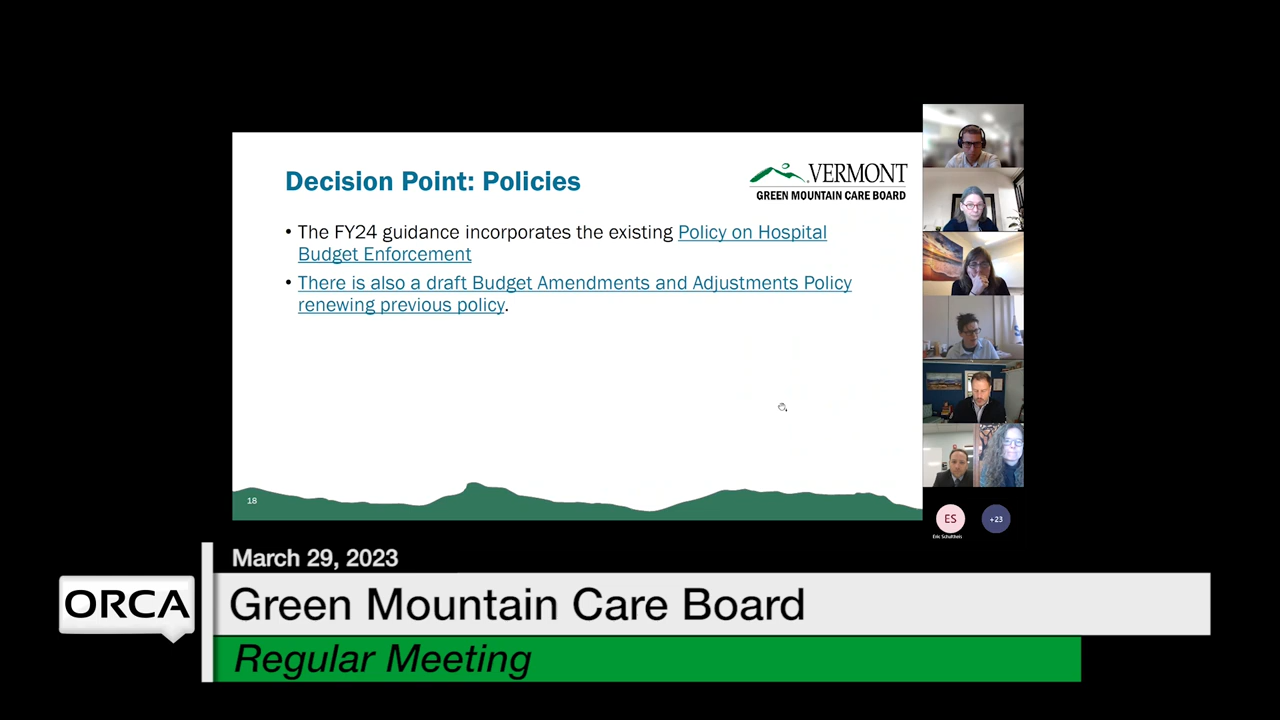 Decision Point: Policies
VERMONT
GREEN MOUNTAIN CARE BOARD
• The FY24 guidance incorporates the existing Policy on Hospital
Budget Enforcement
• There is also a draft Budget Amendments and Adjustments Policy
renewing previous policy.
18
ES
+23
Eric Schultheis
March 29, 2023
ORCA
Green Mountain Care Board
Regular Meeting